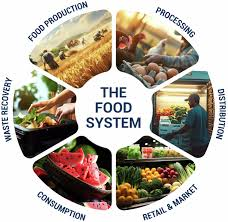 FOOD PRODUCTION
PROCESSING
DISTRIBUTION
RETAIL & MARKET
CONSUMPTION
WASTE RECOVERY
THE
FOOD
SYSTEM